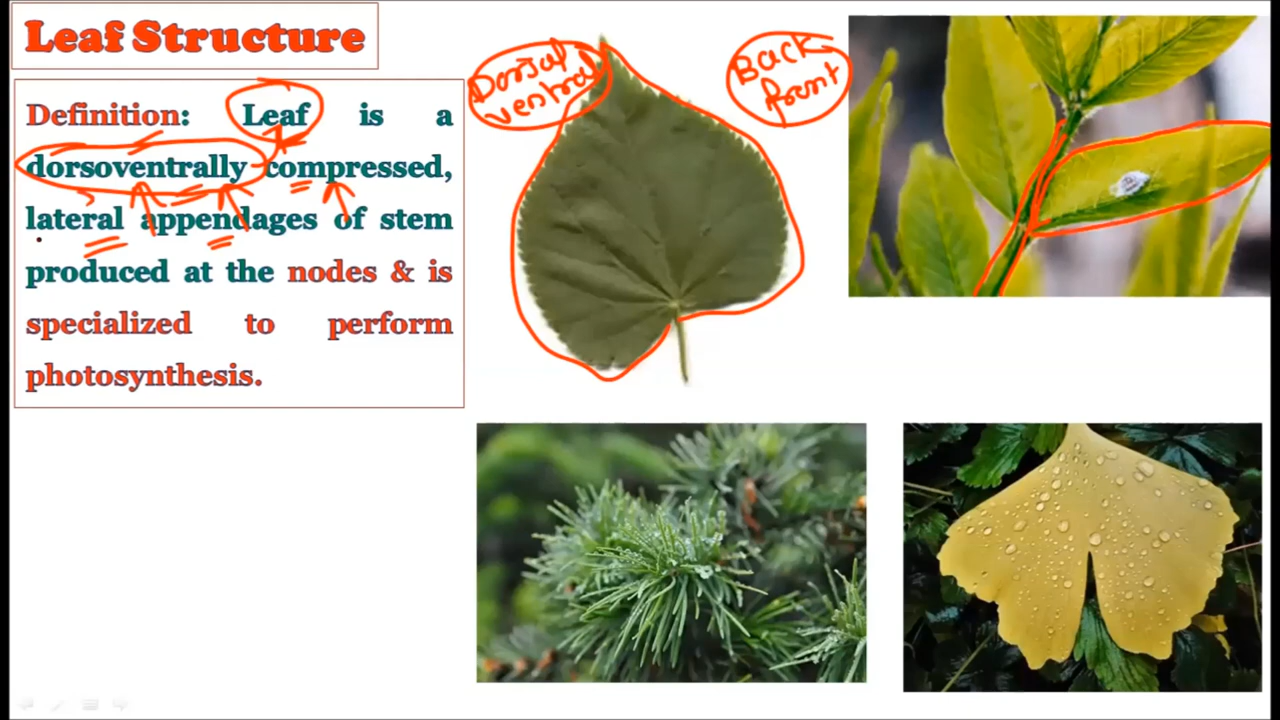 Leaf Structure
Definition: Leaf is a
dorsoventrally compressed,
lateral appendages of stem
produced at the nodes & is
specialized to perform
photosynthesis.
Dorsal
ventral
Back
front